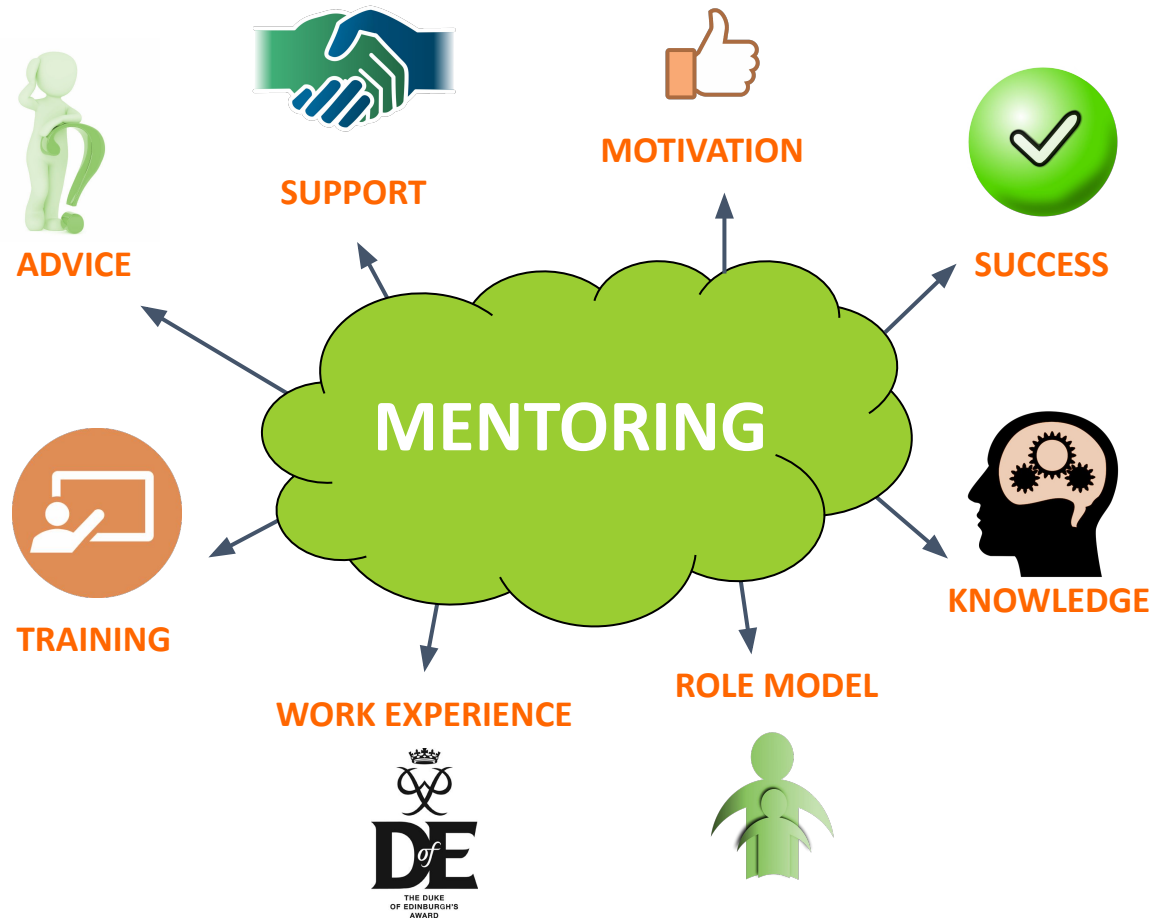 MOTIVATION
SUPPORT
ADVICE
SUCCESS
MENTORING
KNOWLEDGE
TRAINING
ROLE MODEL
WORK EXPERIENCE
DofE
THE DUKE
OF EDINBURGH'S
AWARD